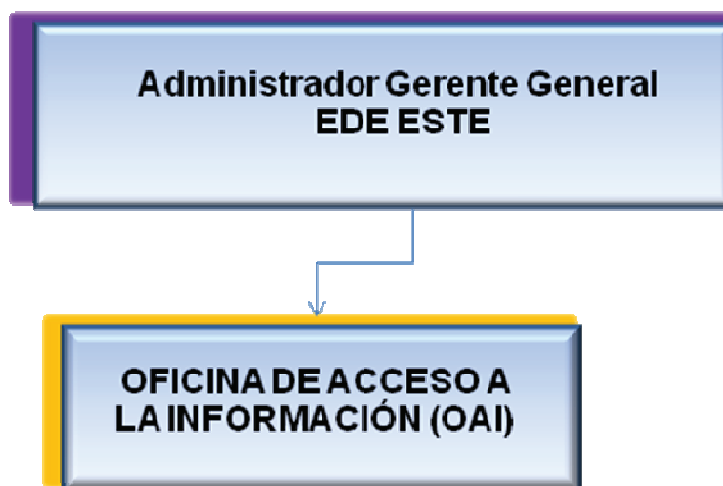 Administrador Gerente General
EDE ESTE
OFICINA DE ACCESO A
LA INFORMACIÓN (OAI)